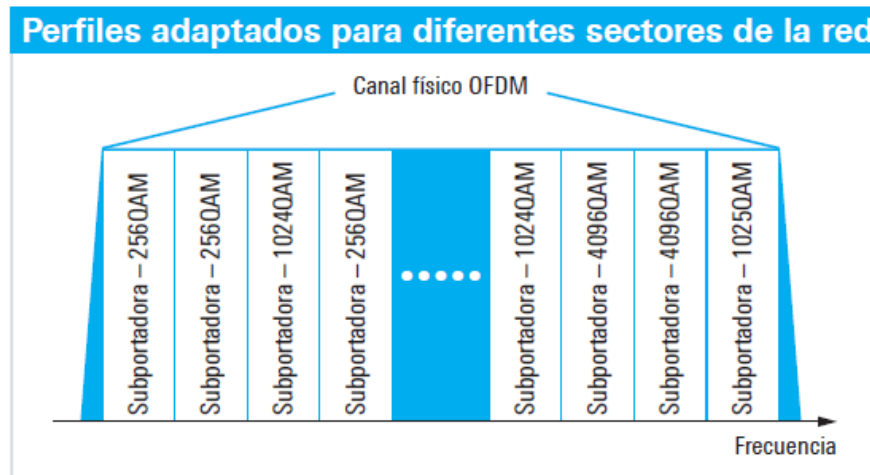 Perfiles adaptados para diferentes sectores de la red
Canal físico OFDM
Subportadora – 256QAM
Subportadora – 256QAM
Subportadora – 1024QAM
Subportadora – 256QAM
Subportadora – 1024QAM
Subportadora – 4096QAM
Subportadora – 4096QAM
Subportadora – 1025QAM
Frecuencia